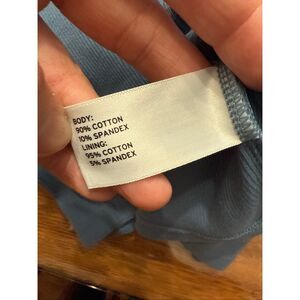 BODY:
90% COTTON
10% SPANDEX
LINING:
95% COTTON
5% SPANDEX